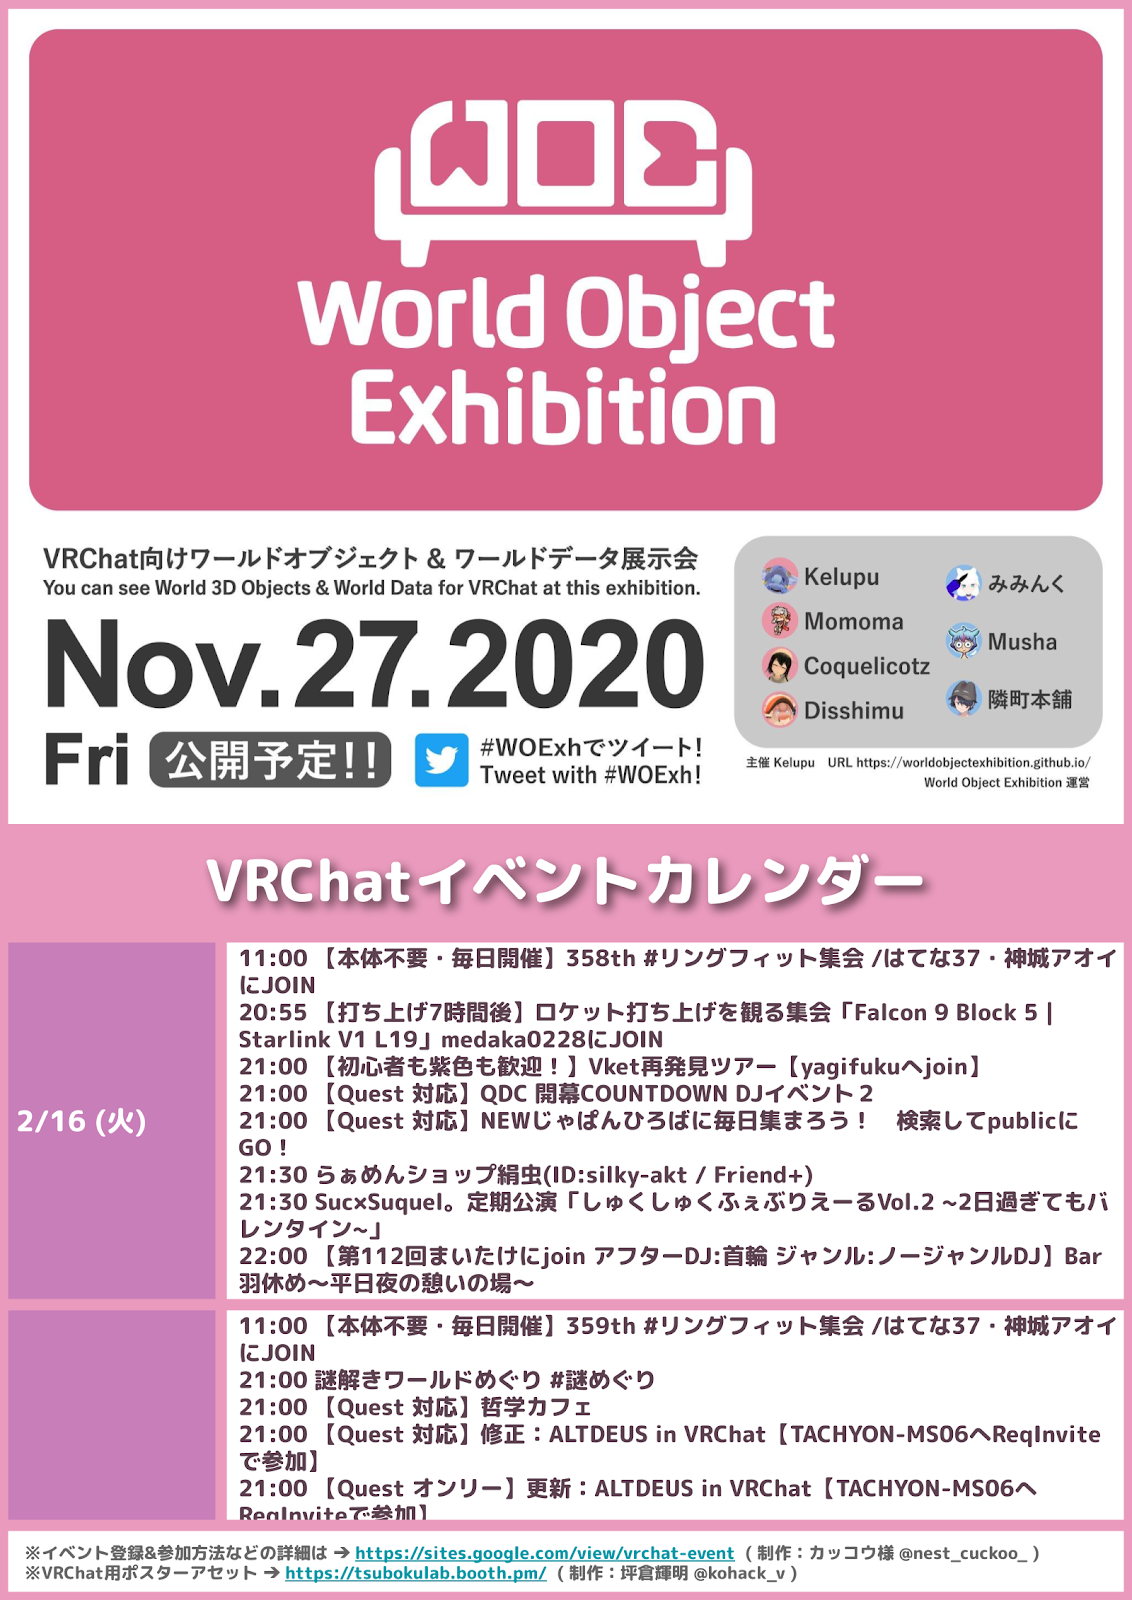 WOE
World Object
Exhibition
VRChat向けワールドオブジェクト & ワールドデータ展示会
You can see World 3D Objects & World Data for VRChat at this exhibition.
Nov.27.2020
Fri 公開予定!!
#WOExhでツイート!
Tweet with #WOExh!
Kelupu
Momoma
Coquelicotz
Disshimu
みみんく
Musha
隣町本舗
主催 Kelupu URL https://worldobjectexhibition.github.io/
World Object Exhibition 運営
VRChatイベントカレンダー
2/16 (火)
11:00 【本体不要・毎日開催】358th #リングフィット集会 /はてな37・神城アオイ
にJOIN
20:55 【打ち上げ7時間後】ロケット打ち上げを観る集会「Falcon 9 Block 5 |
Starlink V1 L19」medaka0228にJOIN
21:00 【初心者も紫色も歓迎！】Vket再発見ツアー【yagifukuへjoin】
21:00 【Quest 対応】QDC 開幕COUNTDOWN DJイベント２
21:00 【Quest 対応】NEWじゃぱんひろばに毎日集まろう！　検索してpublicに
GO！
21:30 らぁめんショップ絹虫(ID:silky-akt / Friend+)
21:30 Suc×Suquel。定期公演「しゅくしゅくふぇぶりえーるVol.2 ~2日過ぎてもバ
レンタイン~」
22:00 【第112回まいたけにjoin アフターDJ:首輪 ジャンル:ノージャンルDJ】Bar
羽休め〜平日夜の憩いの場〜
11:00 【本体不要・毎日開催】359th #リングフィット集会 /はてな37・神城アオイ
にJOIN
21:00 謎解きワールドめぐり #謎めぐり
21:00 【Quest 対応】哲学カフェ
21:00 【Quest 対応】修正：ALTDEUS in VRChat【TACHYON-MS06へReqInvite
で参加】
21:00 【Quest オンリー】更新：ALTDEUS in VRChat【TACHYON-MS06へ
ReqInviteで参加】
※イベント登録&参加方法などの詳細は → https://sites.google.com/view/vrchat-event （制作：カッコウ様 @nest_cuckoo_）
※VRChat用ポスターアセット → https://tsubokulab.booth.pm/ （制作：坪倉輝明 @kohack_v）